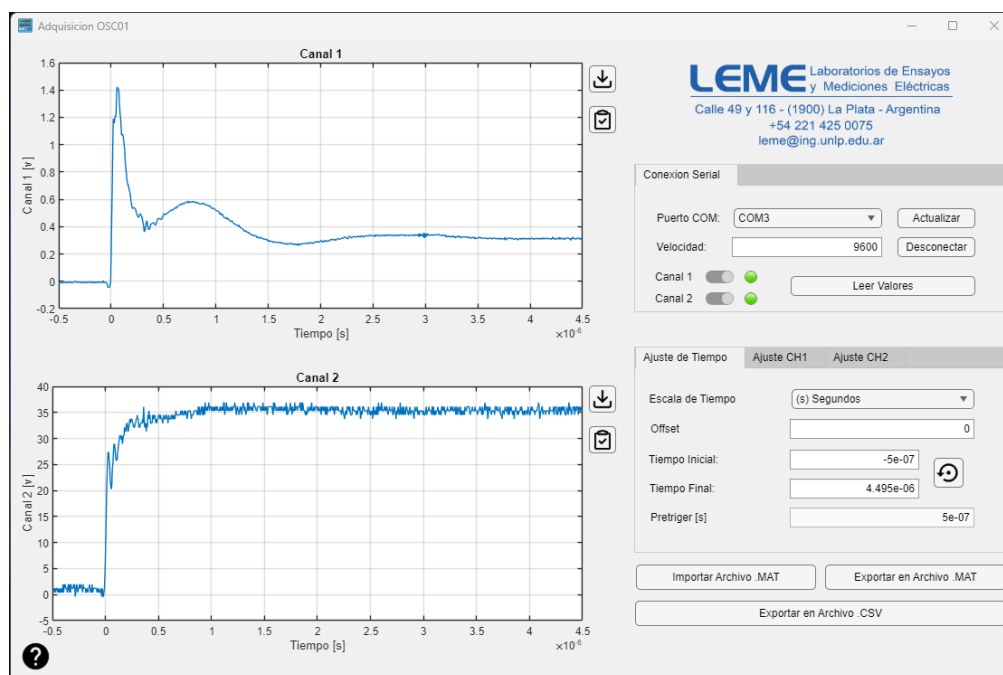 Adquisicion OSC01
Canal 1
1.6
1.4
1.2
1
0.8
0.6
0.4
0.2
0
-0.2
Canal 1 [v]
-0.5
0
0.5
1
1.5
2
2.5
3
3.5
4
4.5
Tiempo [s]
×10⁻⁶
Canal 2
40
35
30
25
20
15
10
5
0
-5
Canal 2 [v]
-0.5
0
0.5
1
1.5
2
2.5
3
3.5
4
4.5
Tiempo [s]
×10⁻⁶
?
LEME Laboratorios de Ensayos
y Mediciones Eléctricas
Calle 49 y 116 - (1900) La Plata - Argentina
+54 221 425 0075
leme@ing.unlp.edu.ar
Conexion Serial
Puerto COM: COM3 Actualizar
Velocidad: 9600 Desconectar
Canal 1
Canal 2
Leer Valores
Ajuste de Tiempo Ajuste CH1 Ajuste CH2
Escala de Tiempo (s) Segundos
Offset 0
Tiempo Inicial: -5e-07
Tiempo Final: 4.495e-06
Pretriger [s] 5e-07
Importar Archivo .MAT Exportar en Archivo .MAT
Exportar en Archivo .CSV